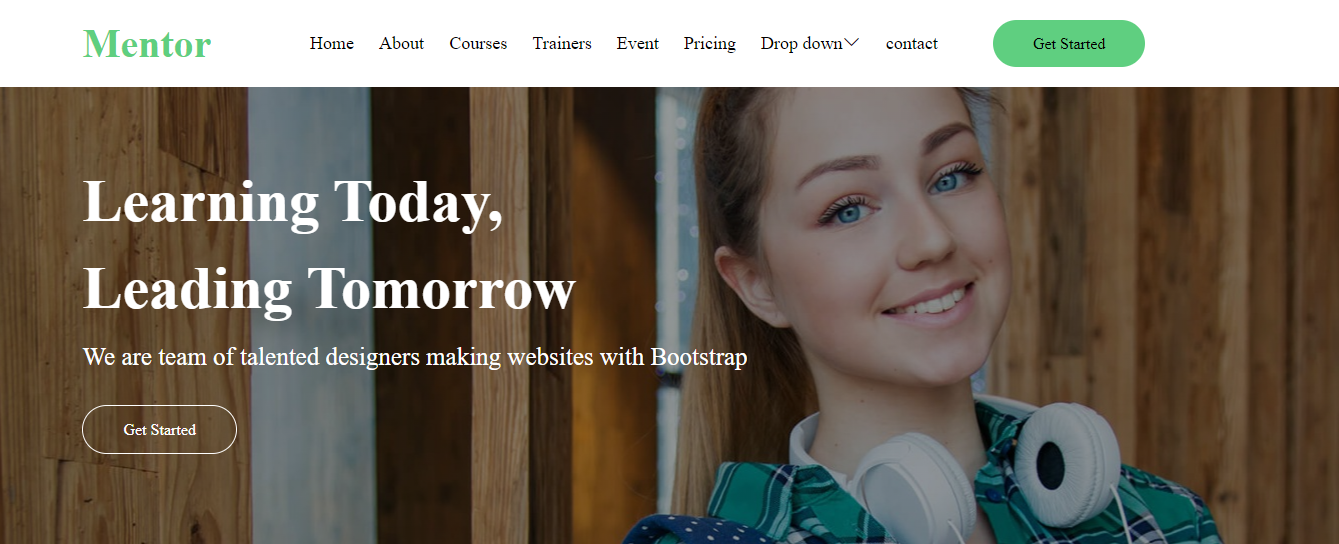 Mentor
Home About Courses Trainers Event Pricing Drop down contact Get Started
Learning Today,
Leading Tomorrow
We are team of talented designers making websites with Bootstrap
Get Started